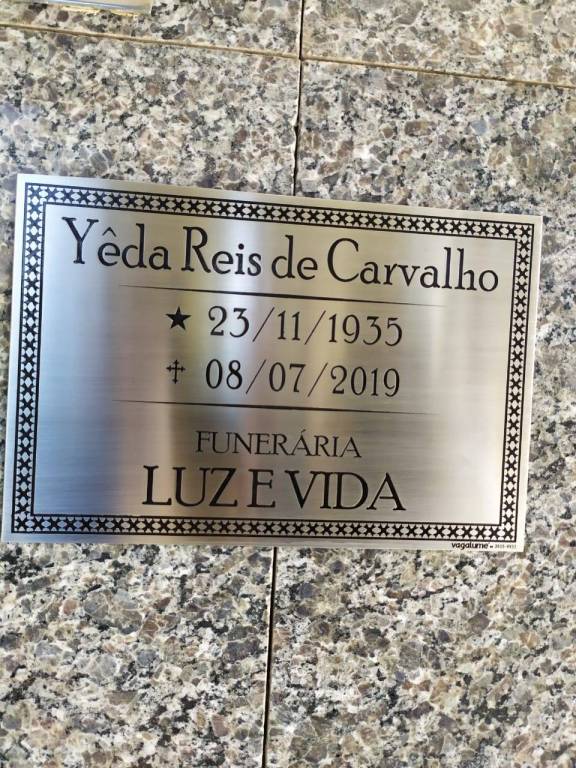 Yêda Reis de Carvalho
★ 23/11/1935
✝ 08/07/2019
FUNERÁRIA
LUZ E VIDA
vagalume